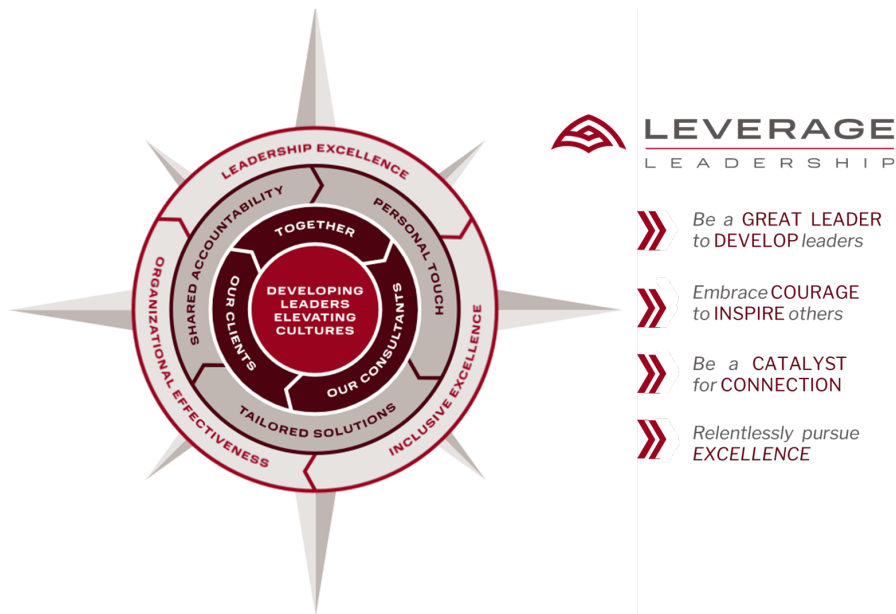 LEADERSHIP EXCELLENCE
INCLUSIVE EXCELLENCE
ORGANIZATIONAL EFFECTIVENESS
SHARED ACCOUNTABILITY
PERSONAL TOUCH
TAILORED SOLUTIONS
TOGETHER
OUR CONSULTANTS
OUR CLIENTS
DEVELOPING
LEADERS
ELEVATING
CULTURES
LEVERAGE
LEADERSHIP
Be a GREAT LEADER
to DEVELOP leaders
Embrace COURAGE
to INSPIRE others
Be a CATALYST
for CONNECTION
Relentlessly pursue
EXCELLENCE